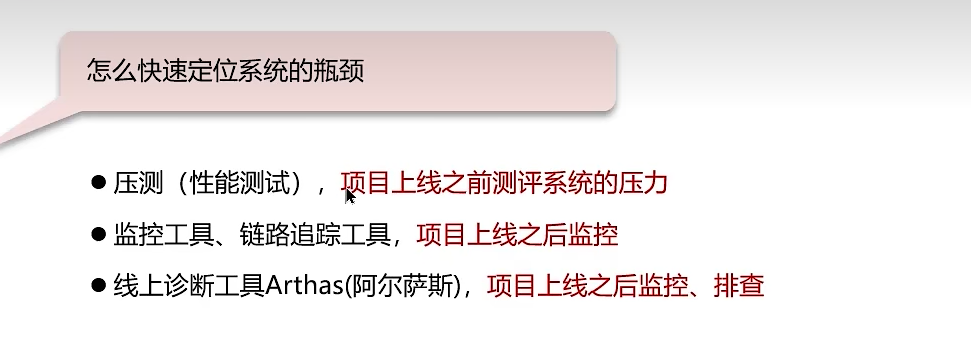 怎么快速定位系统的瓶颈
● 压测（性能测试），项目上线之前测评系统的压力
● 监控工具、链路追踪工具，项目上线之后监控
● 线上诊断工具Arthas(阿尔萨斯)，项目上线之后监控、排查